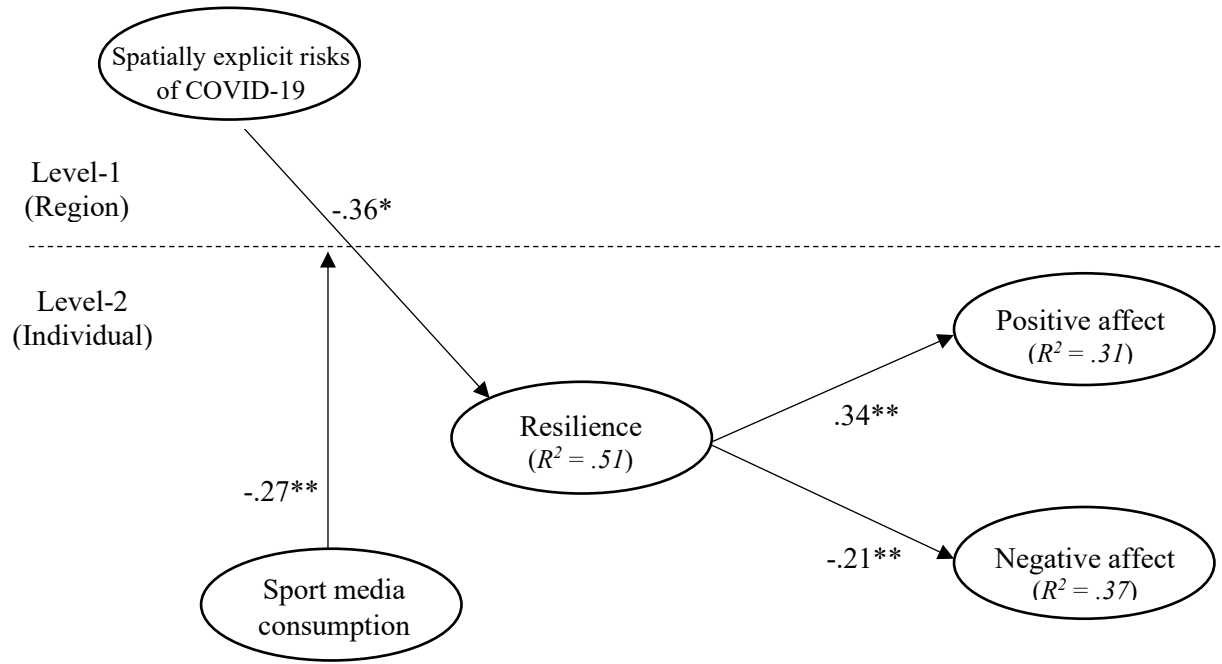 Spatially explicit risks
of COVID-19
Level-1
(Region)
-.36*
Level-2
(Individual)
Positive affect
(R² = .31)
.34**
Resilience
(R² = .51)
-.27**
-.21**
Negative affect
(R² = .37)
Sport media
consumption